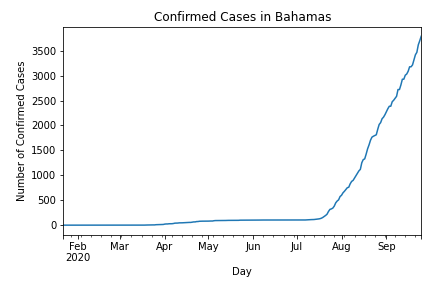 Confirmed Cases in Bahamas
Number of Confirmed Cases
3500
3000
2500
2000
1500
1000
500
0
Feb Mar Apr May Jun Jul Aug Sep
2020
Day